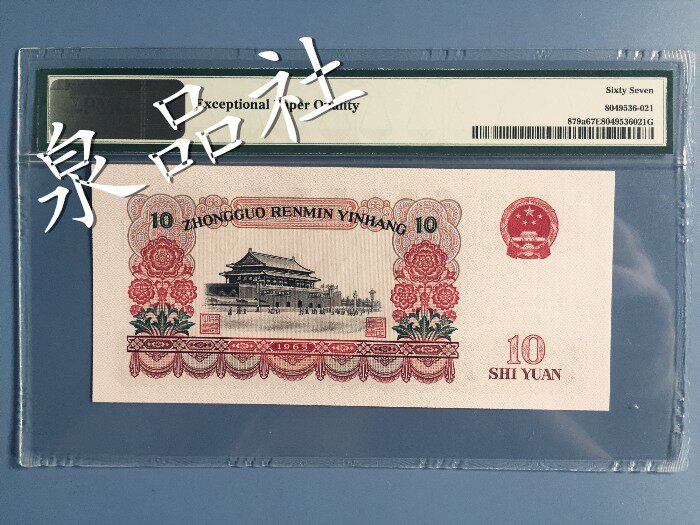 泉品社
Exceptional Paper Quality
Sixty Seven
8049536-021
879a67E8049536021G
10 ZHONGGUO RENMIN YINHANG 10
1965
10
SHI YUAN